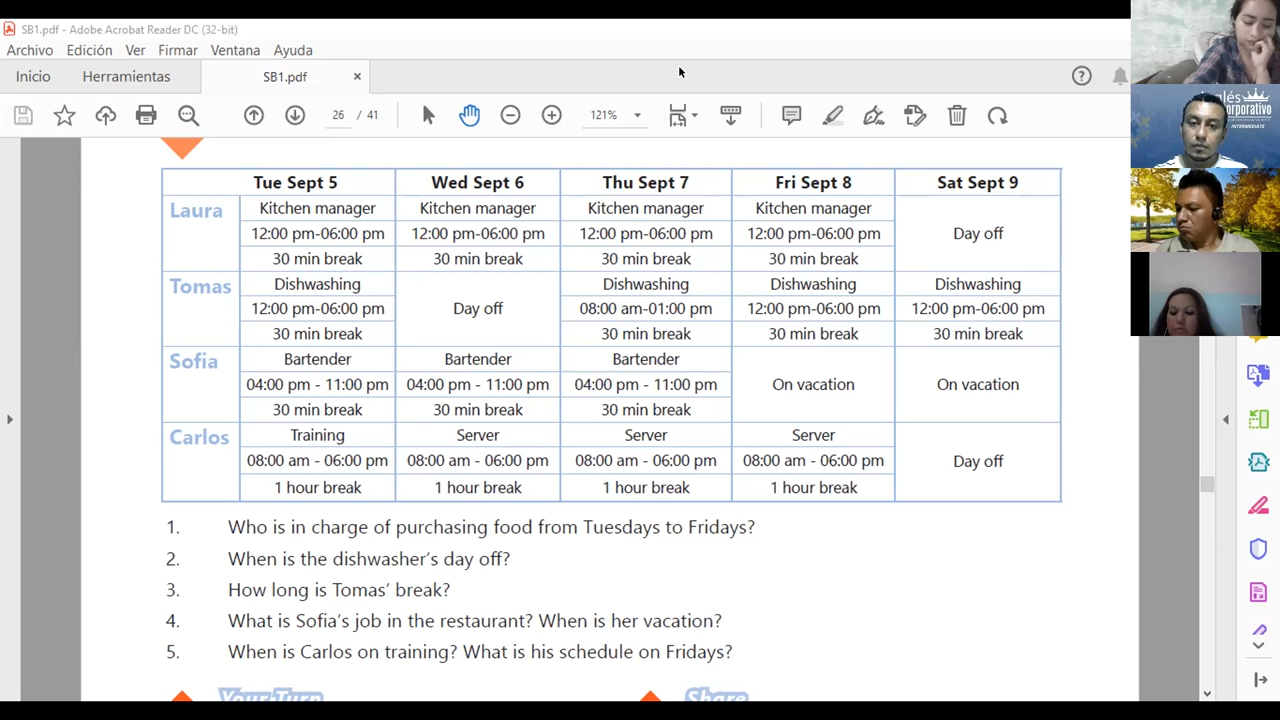 SB1.pdf - Adobe Acrobat Reader DC (32-bit)
Archivo Edición Ver Firmar Ventana Ayuda
Inicio Herramientas SB1.pdf
26 / 41 121%
inglés
corporativo
INTERMEDIATE
Tue Sept 5 Wed Sept 6 Thu Sept 7 Fri Sept 8 Sat Sept 9
Laura Kitchen manager Kitchen manager Kitchen manager Kitchen manager
12:00 pm-06:00 pm 12:00 pm-06:00 pm 12:00 pm-06:00 pm 12:00 pm-06:00 pm Day off
30 min break 30 min break 30 min break 30 min break
Tomas Dishwashing Dishwashing Dishwashing Dishwashing
12:00 pm-06:00 pm Day off 08:00 am-01:00 pm 12:00 pm-06:00 pm 12:00 pm-06:00 pm
30 min break 30 min break 30 min break 30 min break
Sofia Bartender Bartender Bartender
04:00 pm - 11:00 pm 04:00 pm - 11:00 pm 04:00 pm - 11:00 pm On vacation On vacation
30 min break 30 min break 30 min break
Carlos Training Server Server Server
08:00 am - 06:00 pm 08:00 am - 06:00 pm 08:00 am - 06:00 pm 08:00 am - 06:00 pm Day off
1 hour break 1 hour break 1 hour break 1 hour break
1. Who is in charge of purchasing food from Tuesdays to Fridays?
2. When is the dishwasher's day off?
3. How long is Tomas' break?
4. What is Sofia's job in the restaurant? When is her vacation?
5. When is Carlos on training? What is his schedule on Fridays?
Your Turn Share